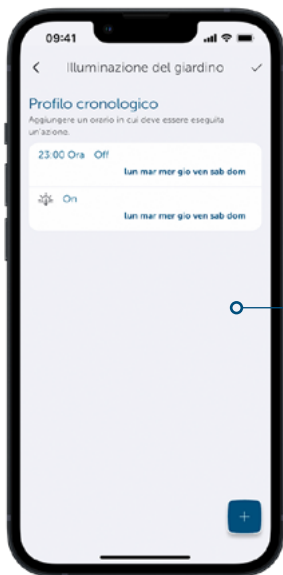 09:41
Illuminazione del giardino
Profilo cronologico
Aggiungere un orario in cui deve essere eseguita
un'azione.
23:00 Ora Off
lun mar mer gio ven sab dom
On
lun mar mer gio ven sab dom
+